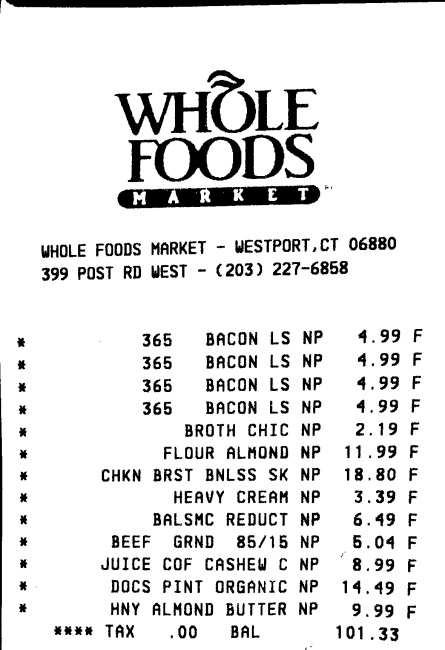 WHOLE
FOODS
MARKET
WHOLE FOODS MARKET - WESTPORT,CT 06880
399 POST RD WEST - (203) 227-6858
* 365 BACON LS NP 4.99 F
* 365 BACON LS NP 4.99 F
* 365 BACON LS NP 4.99 F
* 365 BACON LS NP 4.99 F
* BROTH CHIC NP 2.19 F
* FLOUR ALMOND NP 11.99 F
* CHKN BRST BNLSS SK NP 18.80 F
* HEAVY CREAM NP 3.39 F
* BALSMC REDUCT NP 6.49 F
* BEEF GRND 85/15 NP 5.04 F
* JUICE COF CASHEW C NP 8.99 F
* DOCS PINT ORGANIC NP 14.49 F
* HNY ALMOND BUTTER NP 9.99 F
**** TAX .00 BAL 101.33